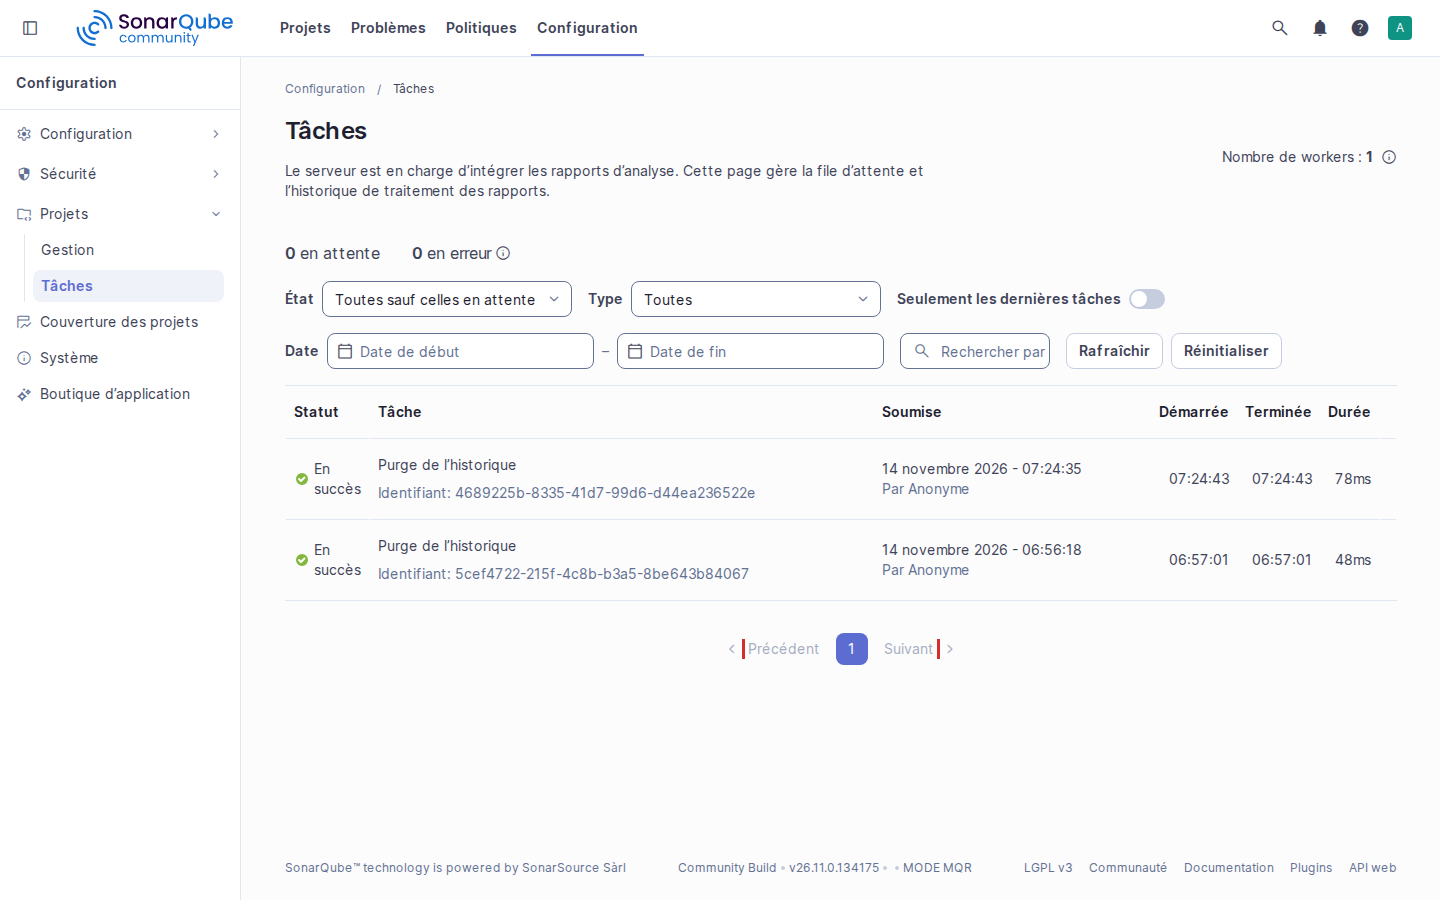 SonarQube community
Projets
Problèmes
Politiques
Configuration
A
Configuration
Configuration
Sécurité
Projets
Gestion
Tâches
Couverture des projets
Système
Boutique d’application
Configuration / Tâches
Tâches
Le serveur est en charge d’intégrer les rapports d’analyse. Cette page gère la file d’attente et
l’historique de traitement des rapports.
Nombre de workers : 1
0 en attente
0 en erreur
État
Toutes sauf celles en attente
Type
Toutes
Seulement les dernières tâches
Date
Date de début
–
Date de fin
Rechercher par
Rafraîchir
Réinitialiser
Statut Tâche Soumise Démarrée Terminée Durée
En succès
Purge de l’historique
Identifiant: 4689225b-8335-41d7-99d6-d44ea236522e
14 novembre 2026 - 07:24:35
Par Anonyme
07:24:43 07:24:43 78ms
En succès
Purge de l’historique
Identifiant: 5cef4722-215f-4c8b-b3a5-8be643b84067
14 novembre 2026 - 06:56:18
Par Anonyme
06:57:01 06:57:01 48ms
Précédent 1 Suivant
SonarQube™ technology is powered by SonarSource Sàrl
Community Build • v26.11.0.134175 • • MODE MQR
LGPL v3 Communauté Documentation Plugins API web